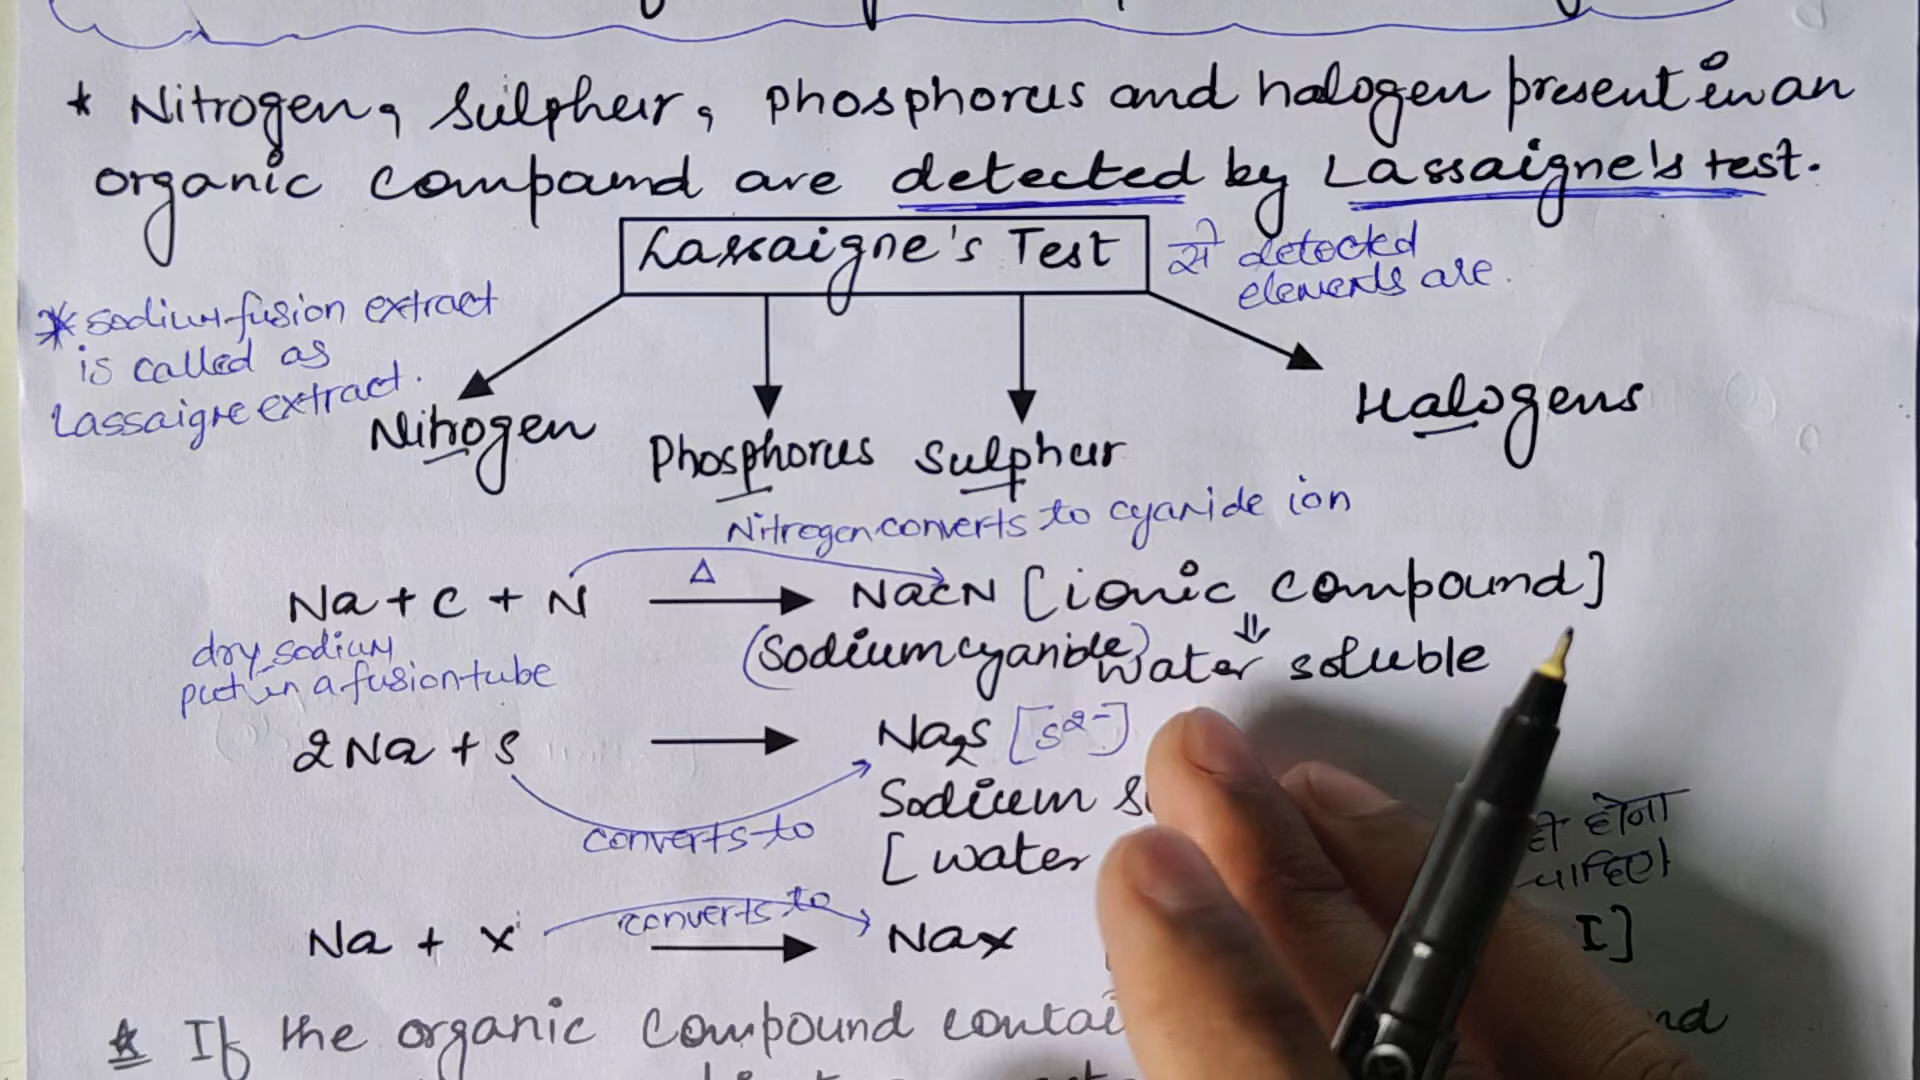 * Nitrogen, Sulphur, phosphorus and halogen present in an
organic compound are detected by Lassaigne's test.
Lassaigne's Test
से detected
elements are.
* sodium fusion extract
is called as
Lassaigne extract.
Nitrogen
Phosphorus
Sulphur
Halogens
Nitrogen converts to cyanide ion
Na + C + N Δ NaCN [ionic compound]
dry sodium
put in a fusion tube
(Sodium cyanide)
⇓
Water soluble
2Na + S → Na₂S [S²⁻]
Sodium
converts to
[water
ही होना
चाहिए।
Na + X converts to NaX
I]
* If the organic compound